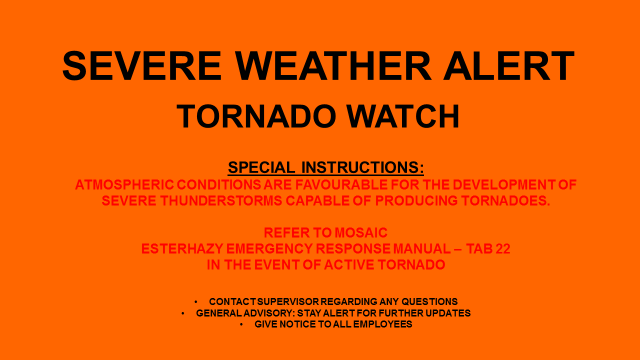 SEVERE WEATHER ALERT
TORNADO WATCH
SPECIAL INSTRUCTIONS:
ATMOSPHERIC CONDITIONS ARE FAVOURABLE FOR THE DEVELOPMENT OF
SEVERE THUNDERSTORMS CAPABLE OF PRODUCING TORNADOES.
REFER TO MOSAIC
ESTERHAZY EMERGENCY RESPONSE MANUAL – TAB 22
IN THE EVENT OF ACTIVE TORNADO
• CONTACT SUPERVISOR REGARDING ANY QUESTIONS
• GENERAL ADVISORY: STAY ALERT FOR FURTHER UPDATES
• GIVE NOTICE TO ALL EMPLOYEES